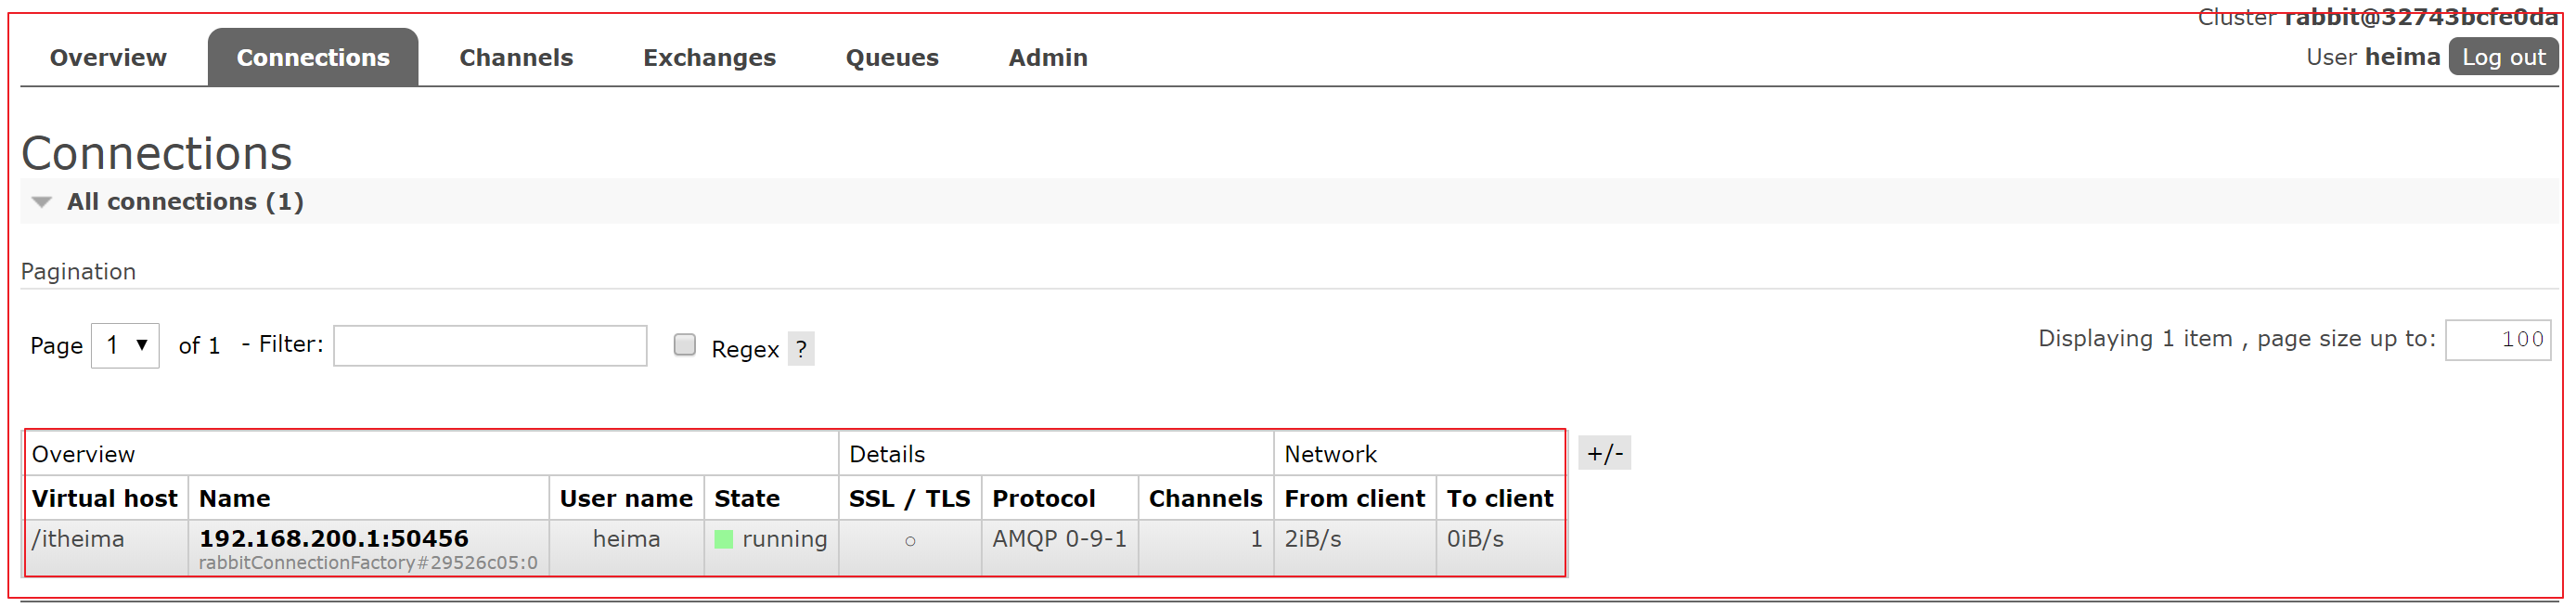 Cluster rabbit@32743bcfe0da
Overview Connections Channels Exchanges Queues Admin
User heima Log out
Connections
All connections (1)
Pagination
Page 1 of 1 - Filter: Regex ? Displaying 1 item , page size up to: 100
Overview Details Network +/-
Virtual host Name User name State SSL / TLS Protocol Channels From client To client
/itheima 192.168.200.1:50456 heima running ○ AMQP 0-9-1 1 2iB/s 0iB/s
rabbitConnectionFactory#29526c05:0